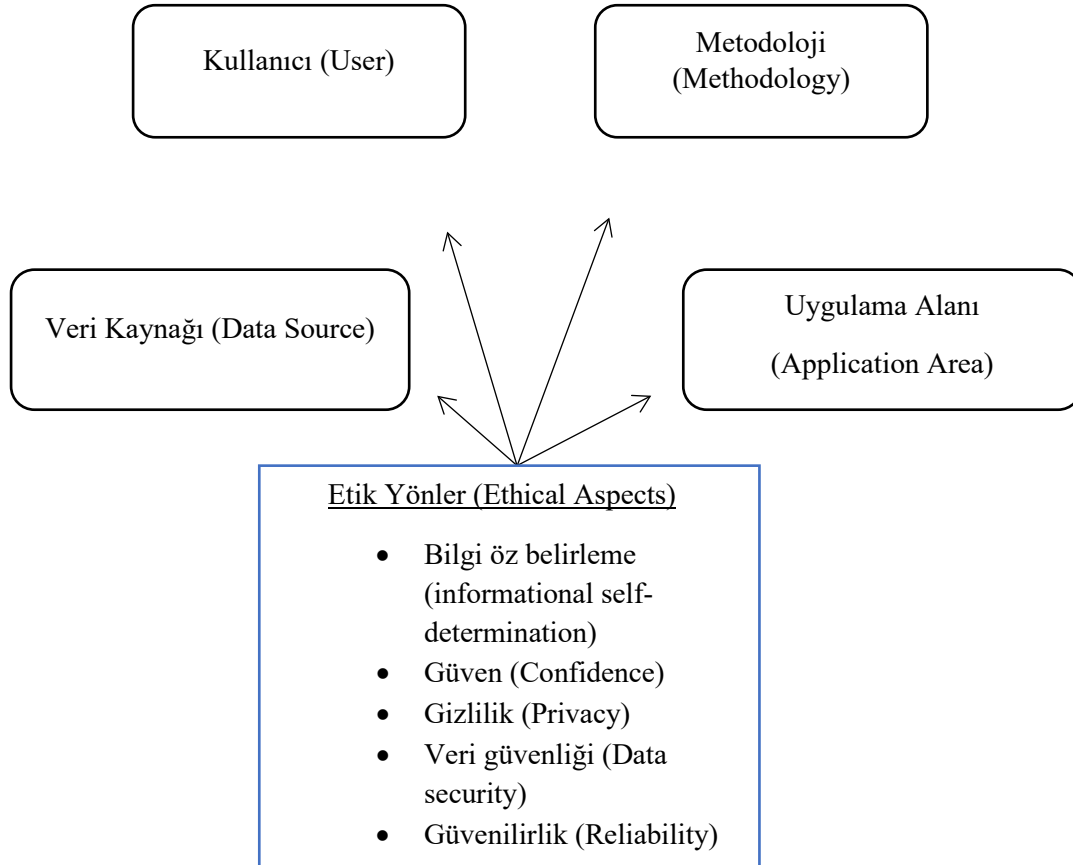 Kullanıcı (User)
Metodoloji
(Methodology)
Veri Kaynağı (Data Source)
Uygulama Alanı
(Application Area)
Etik Yönler (Ethical Aspects)
• Bilgi öz belirleme
(informational self-
determination)
• Güven (Confidence)
• Gizlilik (Privacy)
• Veri güvenliği (Data
security)
• Güvenilirlik (Reliability)